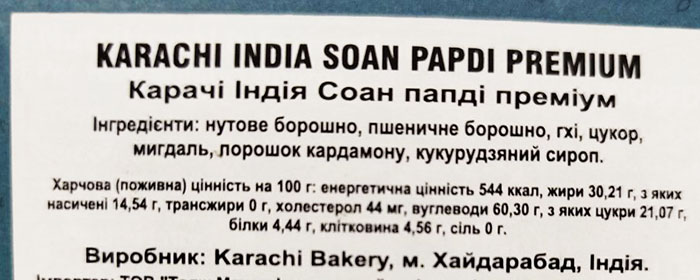 KARACHI INDIA SOAN PAPDI PREMIUM
Карачі Індія Соан папді преміум
Інгредієнти: нутове борошно, пшеничне борошно, гхі, цукор,
мигдаль, порошок кардамону, кукурудзяний сироп.
Харчова (поживна) цінність на 100 г: енергетична цінність 544 ккал, жири 30,21 г, з яких
насичені 14,54 г, трансжири 0 г, холестерол 44 мг, вуглеводи 60,30 г, з яких цукри 21,07 г,
білки 4,44 г, клітковина 4,56 г, сіль 0 г.
Виробник: Karachi Bakery, м. Хайдарабад, Індія.